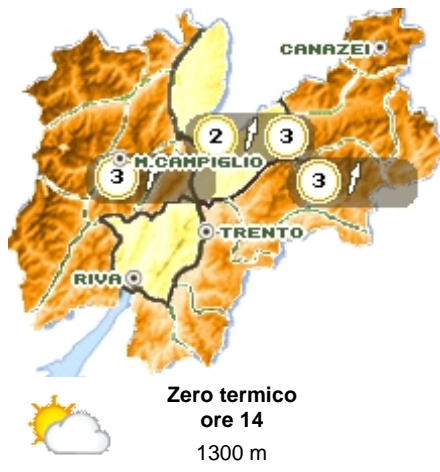 CANAZEI
2 3
M.CAMPIGLIO
3 3
TRENTO
RIVA
Zero termico
ore 14
1300 m